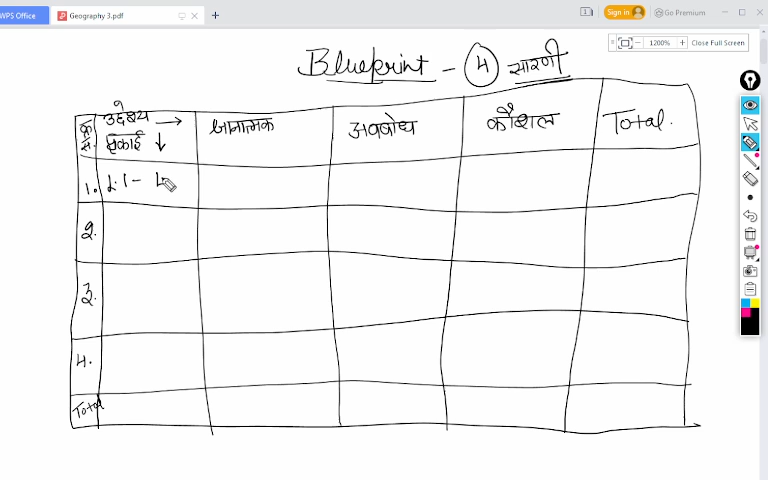 WPS Office
Geography 3.pdf
Sign in
Go Premium
1200%
Close Full Screen
Blueprint - 4 सारणी
क्र. सं.
उद्देश्य →
इकाई ↓
ज्ञानात्मक
अवबोध
कौशल
Total.
1.
2.
3.
4.
Total